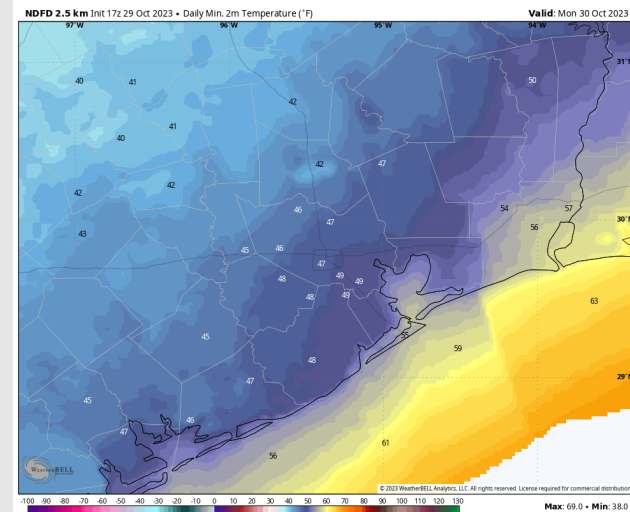 NDFD 2.5 km Init 17z 29 Oct 2023 • Daily Min. 2m Temperature (°F)
Valid: Mon 30 Oct 2023
97°W 96°W 95°W 94°W
31°N
40 41 50
42
41
40
42 47
42 42
46 54 57
47 56 30°N
43
45 46
47
48 49 49
48 49 63
55
45 59
48 29°N
47
45
46
47 61
56
WEATHERBELL
© 2023 WeatherBELL Analytics, LLC. All rights reserved. License required for commercial distribution
-100 -90 -80 -70 -60 -50 -40 -30 -20 -10 0 10 20 30 40 50 60 70 80 90 100 110 120 130
Max: 69.0 • Min: 38.0